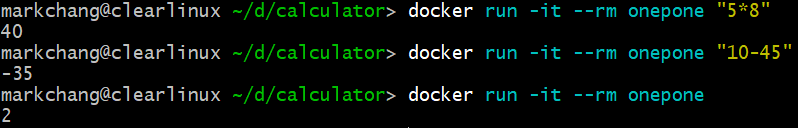 markchang@clearlinux ~/d/calculator> docker run -it --rm onepone "5*8"
40
markchang@clearlinux ~/d/calculator> docker run -it --rm onepone "10-45"
-35
markchang@clearlinux ~/d/calculator> docker run -it --rm onepone
2